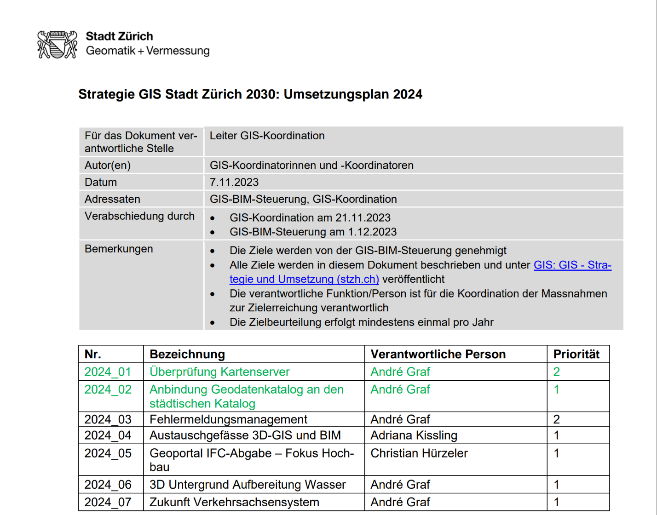 Stadt Zürich
Geomatik + Vermessung
Strategie GIS Stadt Zürich 2030: Umsetzungsplan 2024
Für das Dokument ver-
antwortliche Stelle
Leiter GIS-Koordination
Autor(en)
GIS-Koordinatorinnen und -Koordinatoren
Datum
7.11.2023
Adressaten
GIS-BIM-Steuerung, GIS-Koordination
Verabschiedung durch
• GIS-Koordination am 21.11.2023
• GIS-BIM-Steuerung am 1.12.2023
Bemerkungen
• Die Ziele werden von der GIS-BIM-Steuerung genehmigt
• Alle Ziele werden in diesem Dokument beschrieben und unter GIS: GIS - Stra-
tegie und Umsetzung (stzh.ch) veröffentlicht
• Die verantwortliche Funktion/Person ist für die Koordination der Massnahmen
zur Zielerreichung verantwortlich
• Die Zielbeurteilung erfolgt mindestens einmal pro Jahr
Nr. Bezeichnung Verantwortliche Person Priorität
2024_01 Überprüfung Kartenserver André Graf 2
2024_02 Anbindung Geodatenkatalog an den André Graf 1
städtischen Katalog
2024_03 Fehlermeldungsmanagement André Graf 2
2024_04 Austauschgefässe 3D-GIS und BIM Adriana Kissling 1
2024_05 Geoportal IFC-Abgabe – Fokus Hoch- Christian Hürzeler 1
bau
2024_06 3D Untergrund Aufbereitung Wasser André Graf 1
2024_07 Zukunft Verkehrsachsensystem André Graf 1